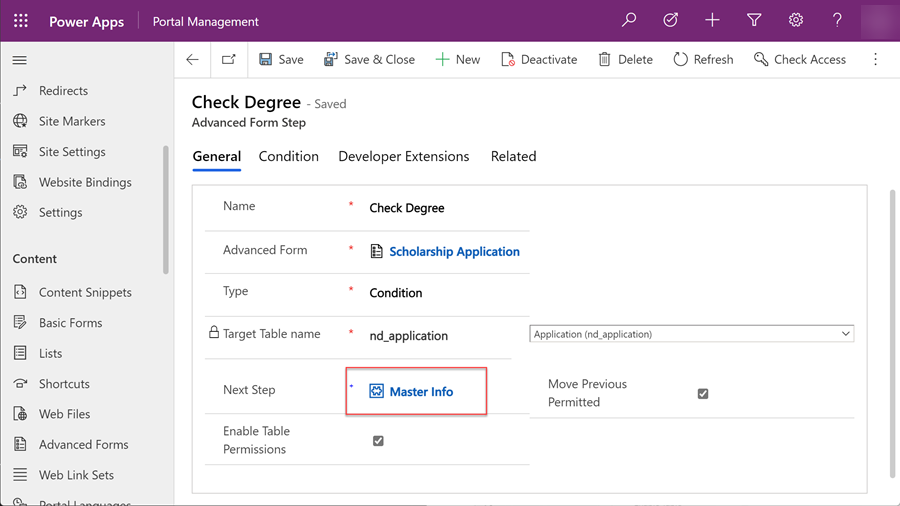 Power Apps Portal Management
Save Save & Close New Deactivate Delete Refresh Check Access
Redirects
Site Markers
Site Settings
Website Bindings
Settings
Content
Content Snippets
Basic Forms
Lists
Shortcuts
Web Files
Advanced Forms
Web Link Sets
Portal Languages
Check Degree - Saved
Advanced Form Step
General Condition Developer Extensions Related
Name * Check Degree
Advanced Form * Scholarship Application
Type * Condition
Target Table name * nd_application Application (nd_application)
Next Step + Master Info Move Previous
Permitted
Enable Table
Permissions